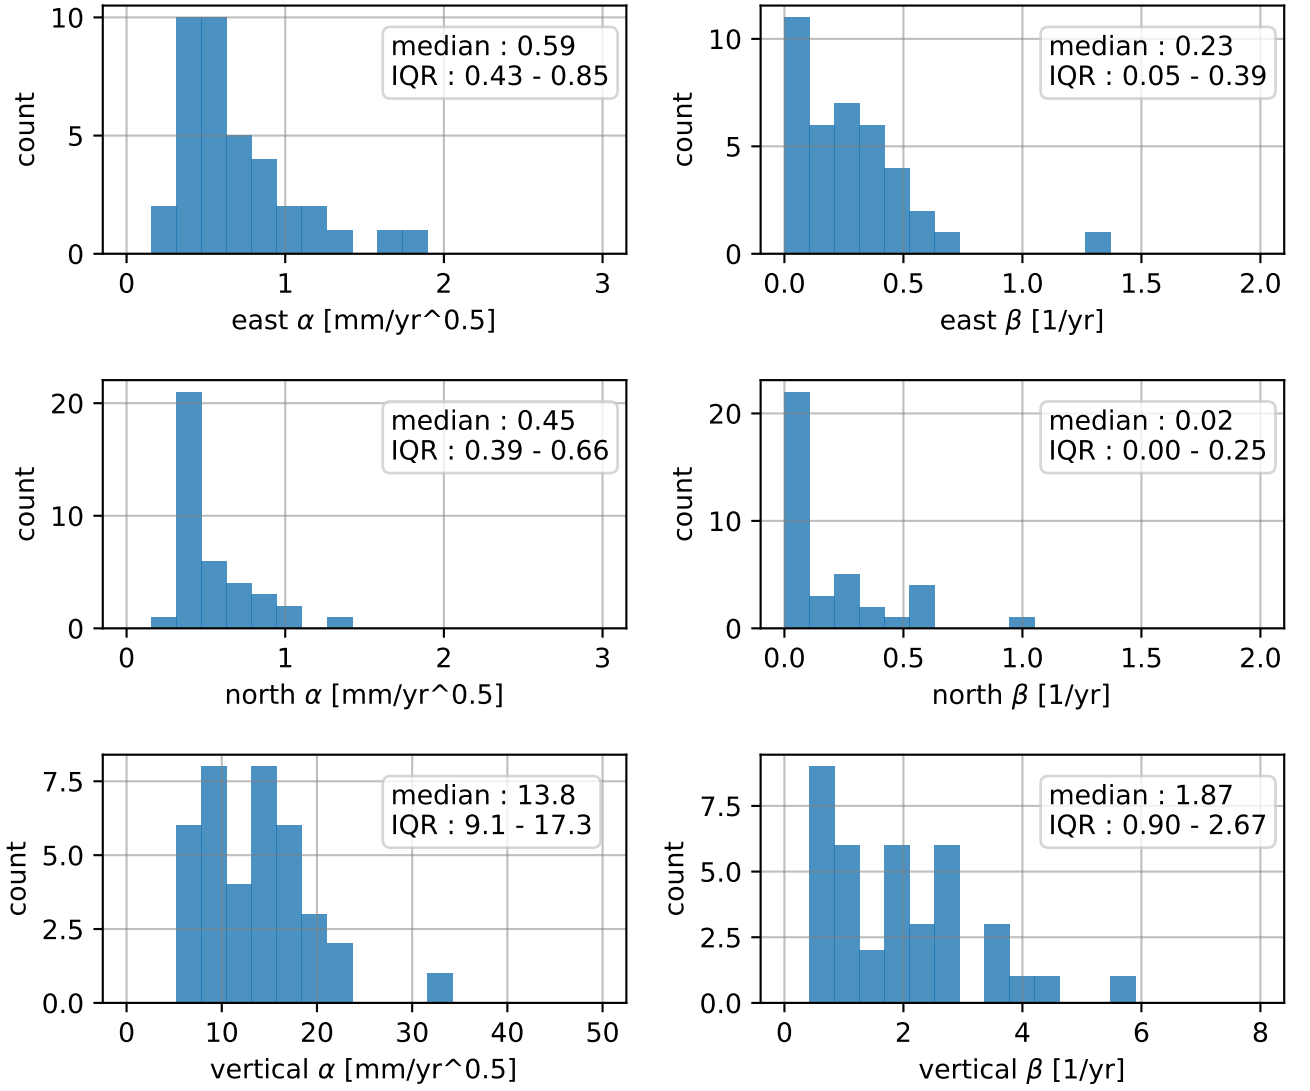 10
5
0
count
median : 0.59
IQR : 0.43 - 0.85
0 1 2 3
east α [mm/yr^0.5]
10
5
0
count
median : 0.23
IQR : 0.05 - 0.39
0.0 0.5 1.0 1.5 2.0
east β [1/yr]
20
10
0
count
median : 0.45
IQR : 0.39 - 0.66
0 1 2 3
north α [mm/yr^0.5]
20
10
0
count
median : 0.02
IQR : 0.00 - 0.25
0.0 0.5 1.0 1.5 2.0
north β [1/yr]
7.5
5.0
2.5
0.0
count
median : 13.8
IQR : 9.1 - 17.3
0 10 20 30 40 50
vertical α [mm/yr^0.5]
7.5
5.0
2.5
0.0
count
median : 1.87
IQR : 0.90 - 2.67
0 2 4 6 8
vertical β [1/yr]